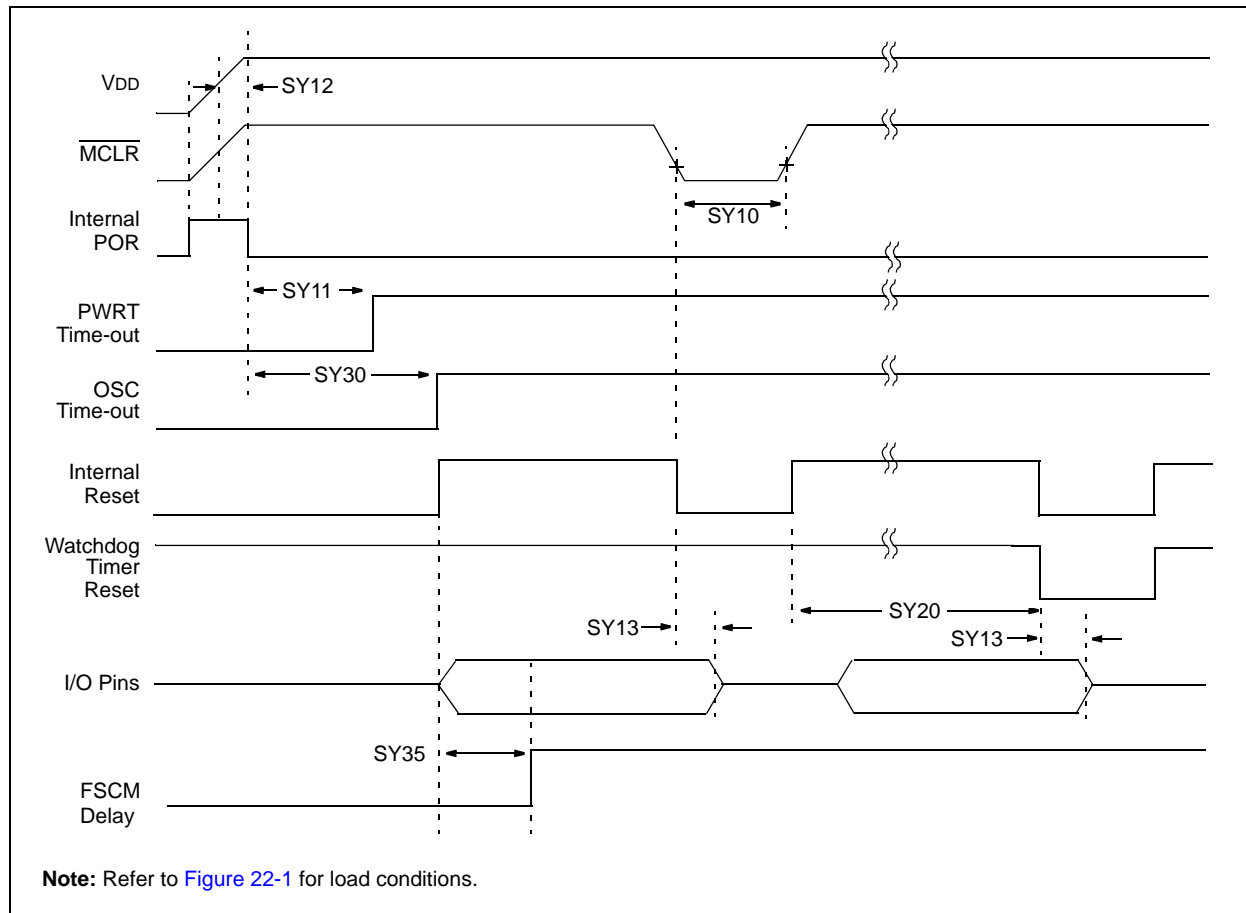 VDD
SY12
MCLR
SY10
Internal
POR
SY11
PWRT
Time-out
SY30
OSC
Time-out
Internal
Reset
Watchdog
Timer
Reset
SY20
SY13
SY13
I/O Pins
SY35
FSCM
Delay
Note: Refer to Figure 22-1 for load conditions.